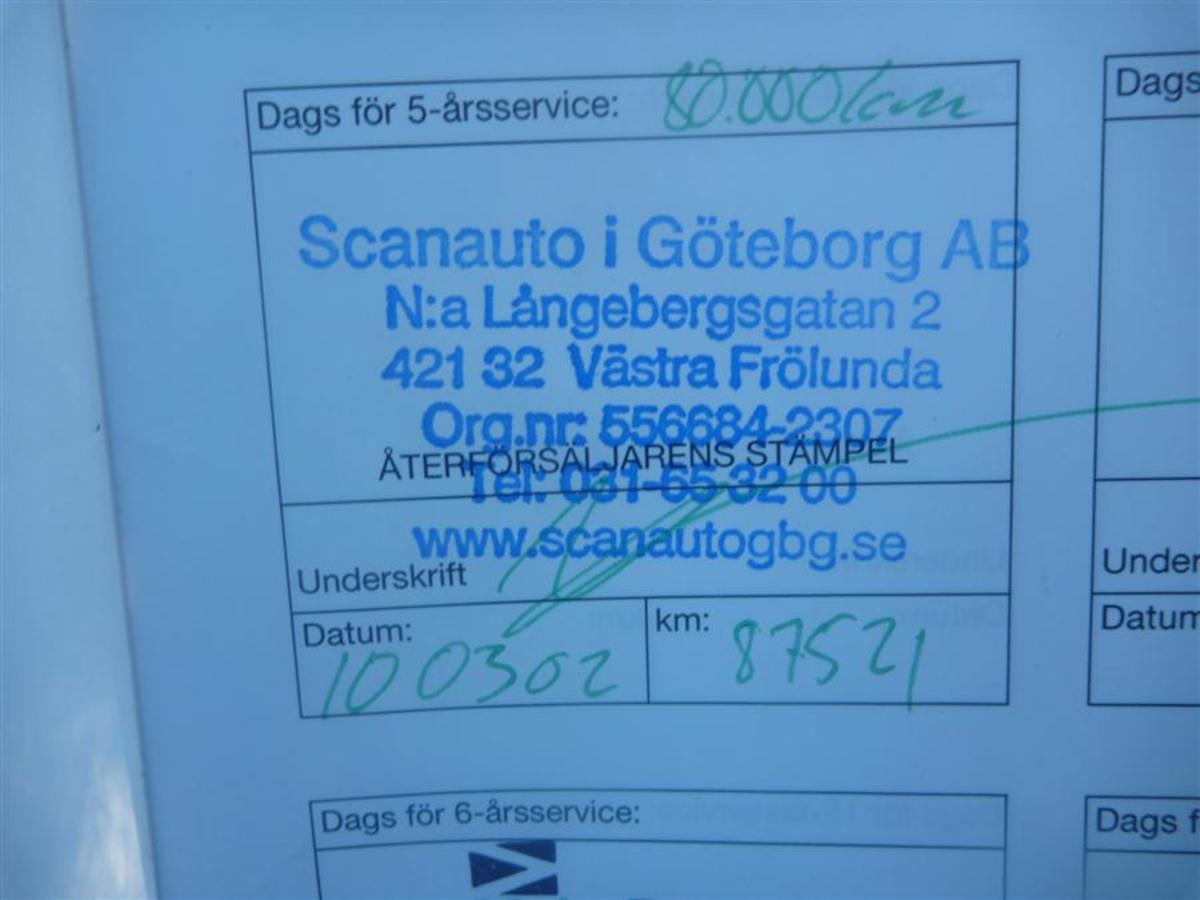 Dags för 5-årsservice: 80.000 km
Dags
Scanauto i Göteborg AB
N:a Långebergsgatan 2
421 32 Västra Frölunda
Org.nr: 556684-2307
ÅTERFÖRSÄLJARENS STÄMPEL
Tel: 031-65 32 00
www.scanautogbg.se
Underskrift
Under
Datum: 100302
km: 87521
Datum
Dags för 6-årsservice:
Dags f